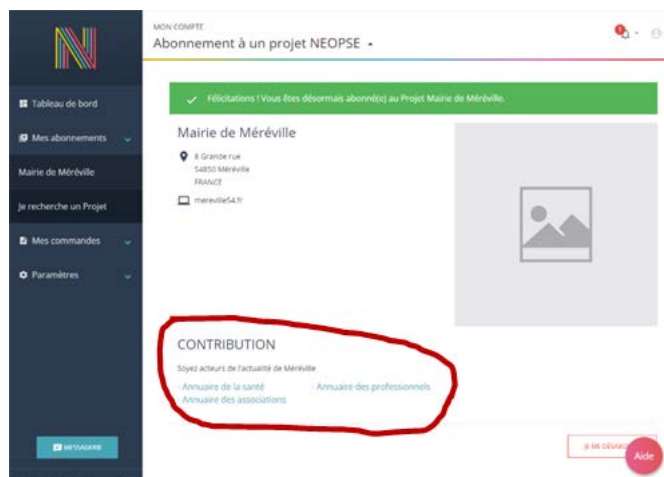 MON COMPTE
Abonnement à un projet NEOPSE
1
Tableau de bord
Mes abonnements
Mairie de Méréville
Je recherche un Projet
Mes commandes
Paramètres
MESSAGERIE
Félicitations ! Vous êtes désormais abonné(e) au Projet Mairie de Méréville.
Mairie de Méréville
8 Grande rue
54850 Méréville
FRANCE
mereville54.fr
CONTRIBUTION
Soyez acteurs de l'actualité de Méréville
- Annuaire de la santé - Annuaire des professionnels
- Annuaire des associations
JE ME
Aide